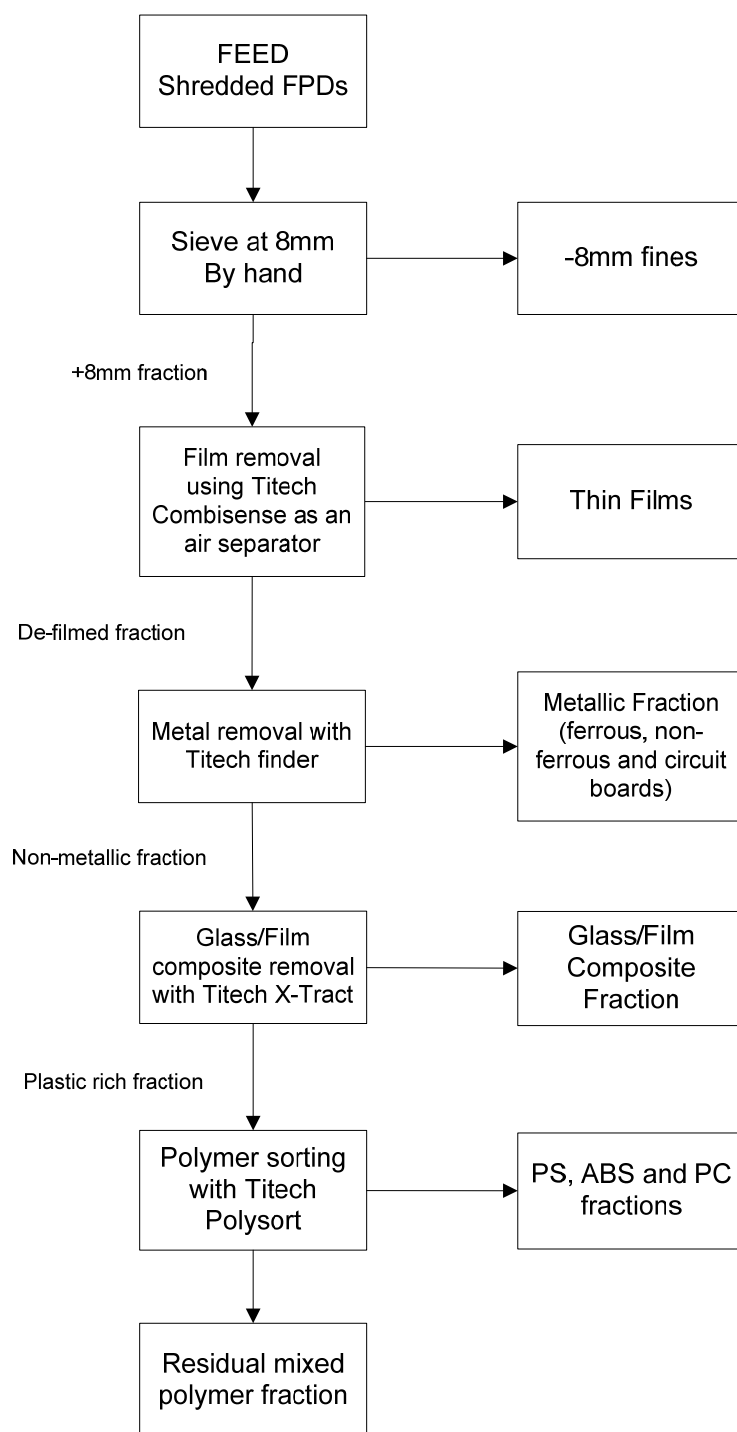 FEED
Shredded FPDs
Sieve at 8mm
By hand
-8mm fines
+8mm fraction
Film removal
using Titech
Combisense as an
air separator
Thin Films
De-filmed fraction
Metal removal with
Titech finder
Metallic Fraction
(ferrous, non-
ferrous and circuit
boards)
Non-metallic fraction
Glass/Film
composite removal
with Titech X-Tract
Glass/Film
Composite
Fraction
Plastic rich fraction
Polymer sorting
with Titech
Polysort
PS, ABS and PC
fractions
Residual mixed
polymer fraction